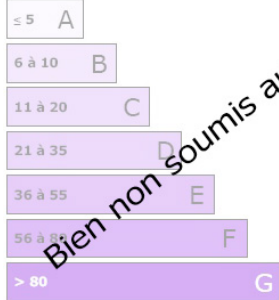 ≤ 5 A
6 à 10 B
11 à 20 C
21 à 35 D
36 à 55 E
56 à 80 F
> 80 G
Bien non soumis